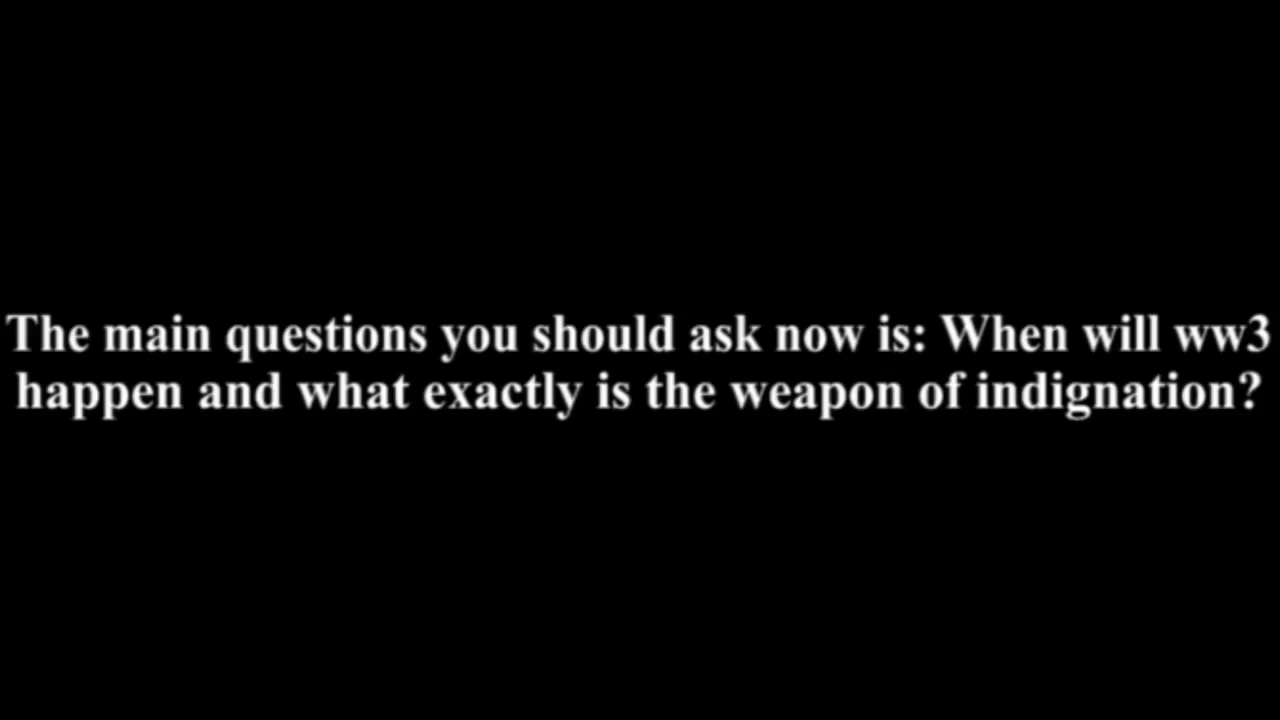 The main questions you should ask now is: When will ww3
happen and what exactly is the weapon of indignation?